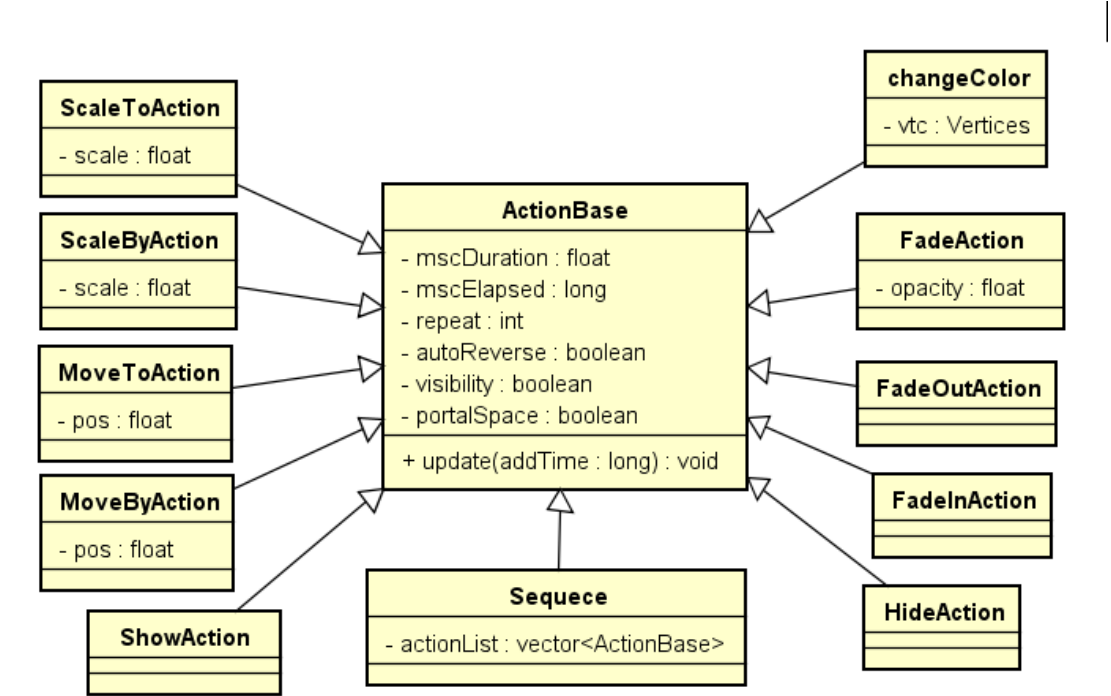 ScaleToAction
- scale : float
ScaleByAction
- scale : float
MoveToAction
- pos : float
MoveByAction
- pos : float
ShowAction
ActionBase
- mscDuration : float
- mscElapsed : long
- repeat : int
- autoReverse : boolean
- visibility : boolean
- portalSpace : boolean
+ update(addTime : long) : void
Sequece
- actionList : vector<ActionBase>
changeColor
- vtc : Vertices
FadeAction
- opacity : float
FadeOutAction
FadeInAction
HideAction